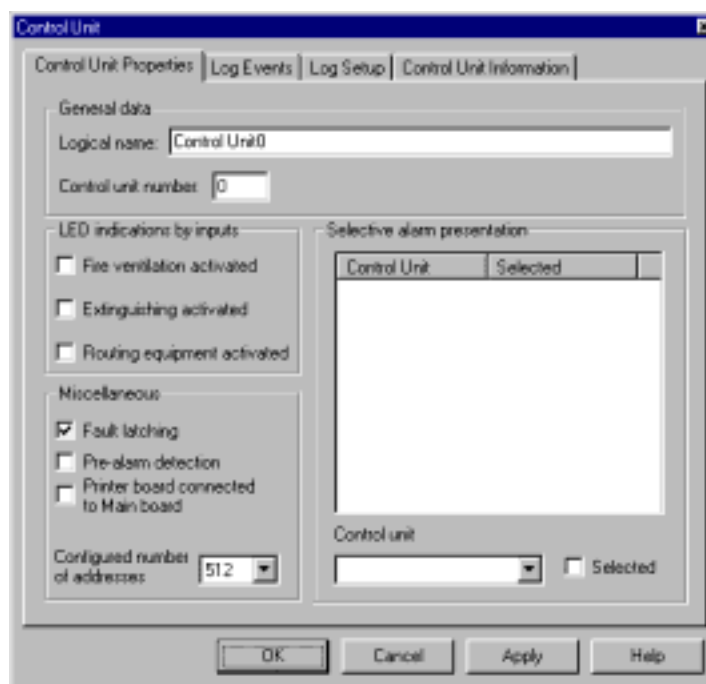 Control Unit
Control Unit Properties Log Events Log Setup Control Unit Information
General data
Logical name: Control Unit0
Control unit number: 0
LED indications by inputs
Fire ventilation activated
Extinguishing activated
Routing equipment activated
Selective alarm presentation
Control Unit Selected
Miscellaneous
Fault latching
Pre-alarm detection
Printer board connected
to Main board
Configured number
of addresses
512
Control unit
Selected
OK Cancel Apply Help